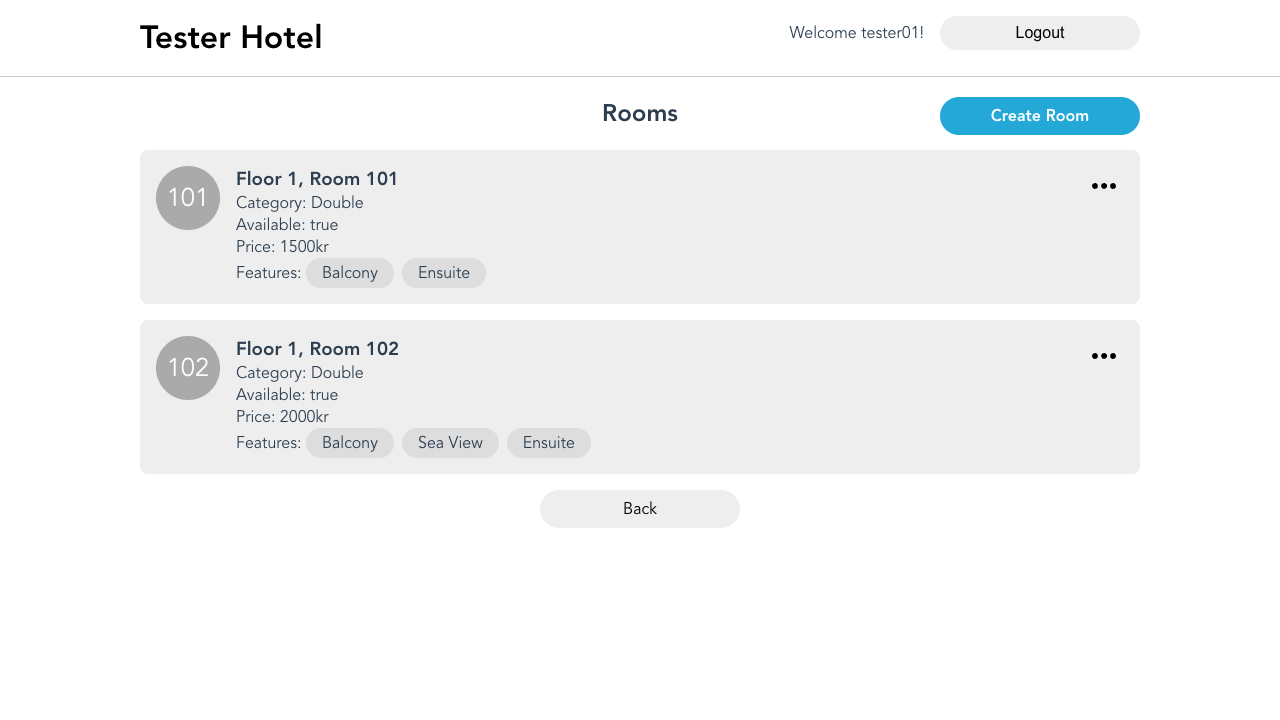 Tester Hotel
Welcome tester01!
Logout
Rooms
Create Room
101
Floor 1, Room 101
Category: Double
Available: true
Price: 1500kr
Features: Balcony Ensuite
102
Floor 1, Room 102
Category: Double
Available: true
Price: 2000kr
Features: Balcony Sea View Ensuite
Back